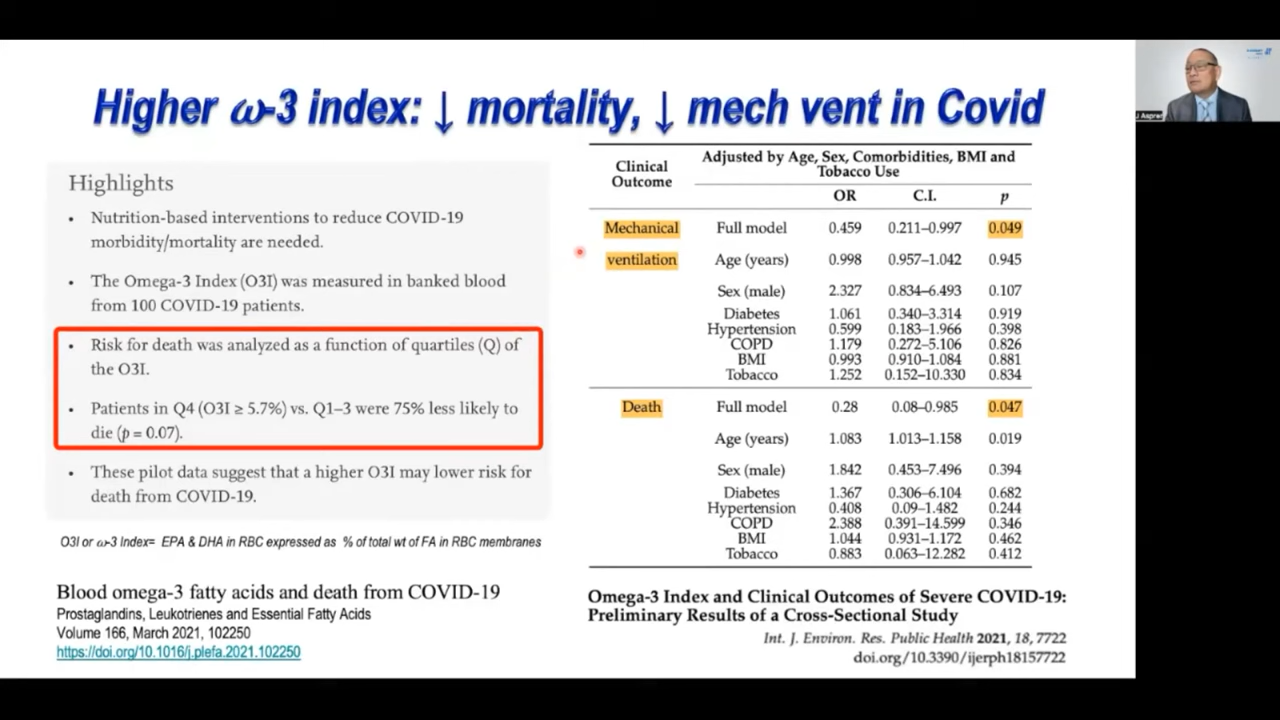 Higher ω-3 index: ↓ mortality, ↓ mech vent in Covid
Highlights
• Nutrition-based interventions to reduce COVID-19
morbidity/mortality are needed.
• The Omega-3 Index (O3I) was measured in banked blood
from 100 COVID-19 patients.
• Risk for death was analyzed as a function of quartiles (Q) of
the O3I.
• Patients in Q4 (O3I ≥ 5.7%) vs. Q1–3 were 75% less likely to
die (p = 0.07).
• These pilot data suggest that a higher O3I may lower risk for
death from COVID-19.
O3I or ω-3 Index= EPA & DHA in RBC expressed as % of total wt of FA in RBC membranes
Blood omega-3 fatty acids and death from COVID-19
Prostaglandins, Leukotrienes and Essential Fatty Acids
Volume 166, March 2021, 102250
https://doi.org/10.1016/j.plefa.2021.102250
Clinical
Outcome
Adjusted by Age, Sex, Comorbidities, BMI and
Tobacco Use
OR C.I. p
Mechanical Full model 0.459 0.211–0.997 0.049
ventilation Age (years) 0.998 0.957–1.042 0.945
Sex (male) 2.327 0.834–6.493 0.107
Diabetes 1.061 0.340–3.314 0.919
Hypertension 0.599 0.183–1.966 0.398
COPD 1.179 0.272–5.106 0.826
BMI 0.993 0.910–1.084 0.881
Tobacco 1.252 0.152–10.330 0.834
Death Full model 0.28 0.08–0.985 0.047
Age (years) 1.083 1.013–1.158 0.019
Sex (male) 1.842 0.453–7.496 0.394
Diabetes 1.367 0.306–6.104 0.682
Hypertension 0.408 0.09–1.482 0.244
COPD 2.388 0.391–14.599 0.346
BMI 1.044 0.931–1.172 0.462
Tobacco 0.883 0.063–12.282 0.412
Omega-3 Index and Clinical Outcomes of Severe COVID-19:
Preliminary Results of a Cross-Sectional Study
Int. J. Environ. Res. Public Health 2021, 18, 7722
doi.org/10.3390/ijerph18157722